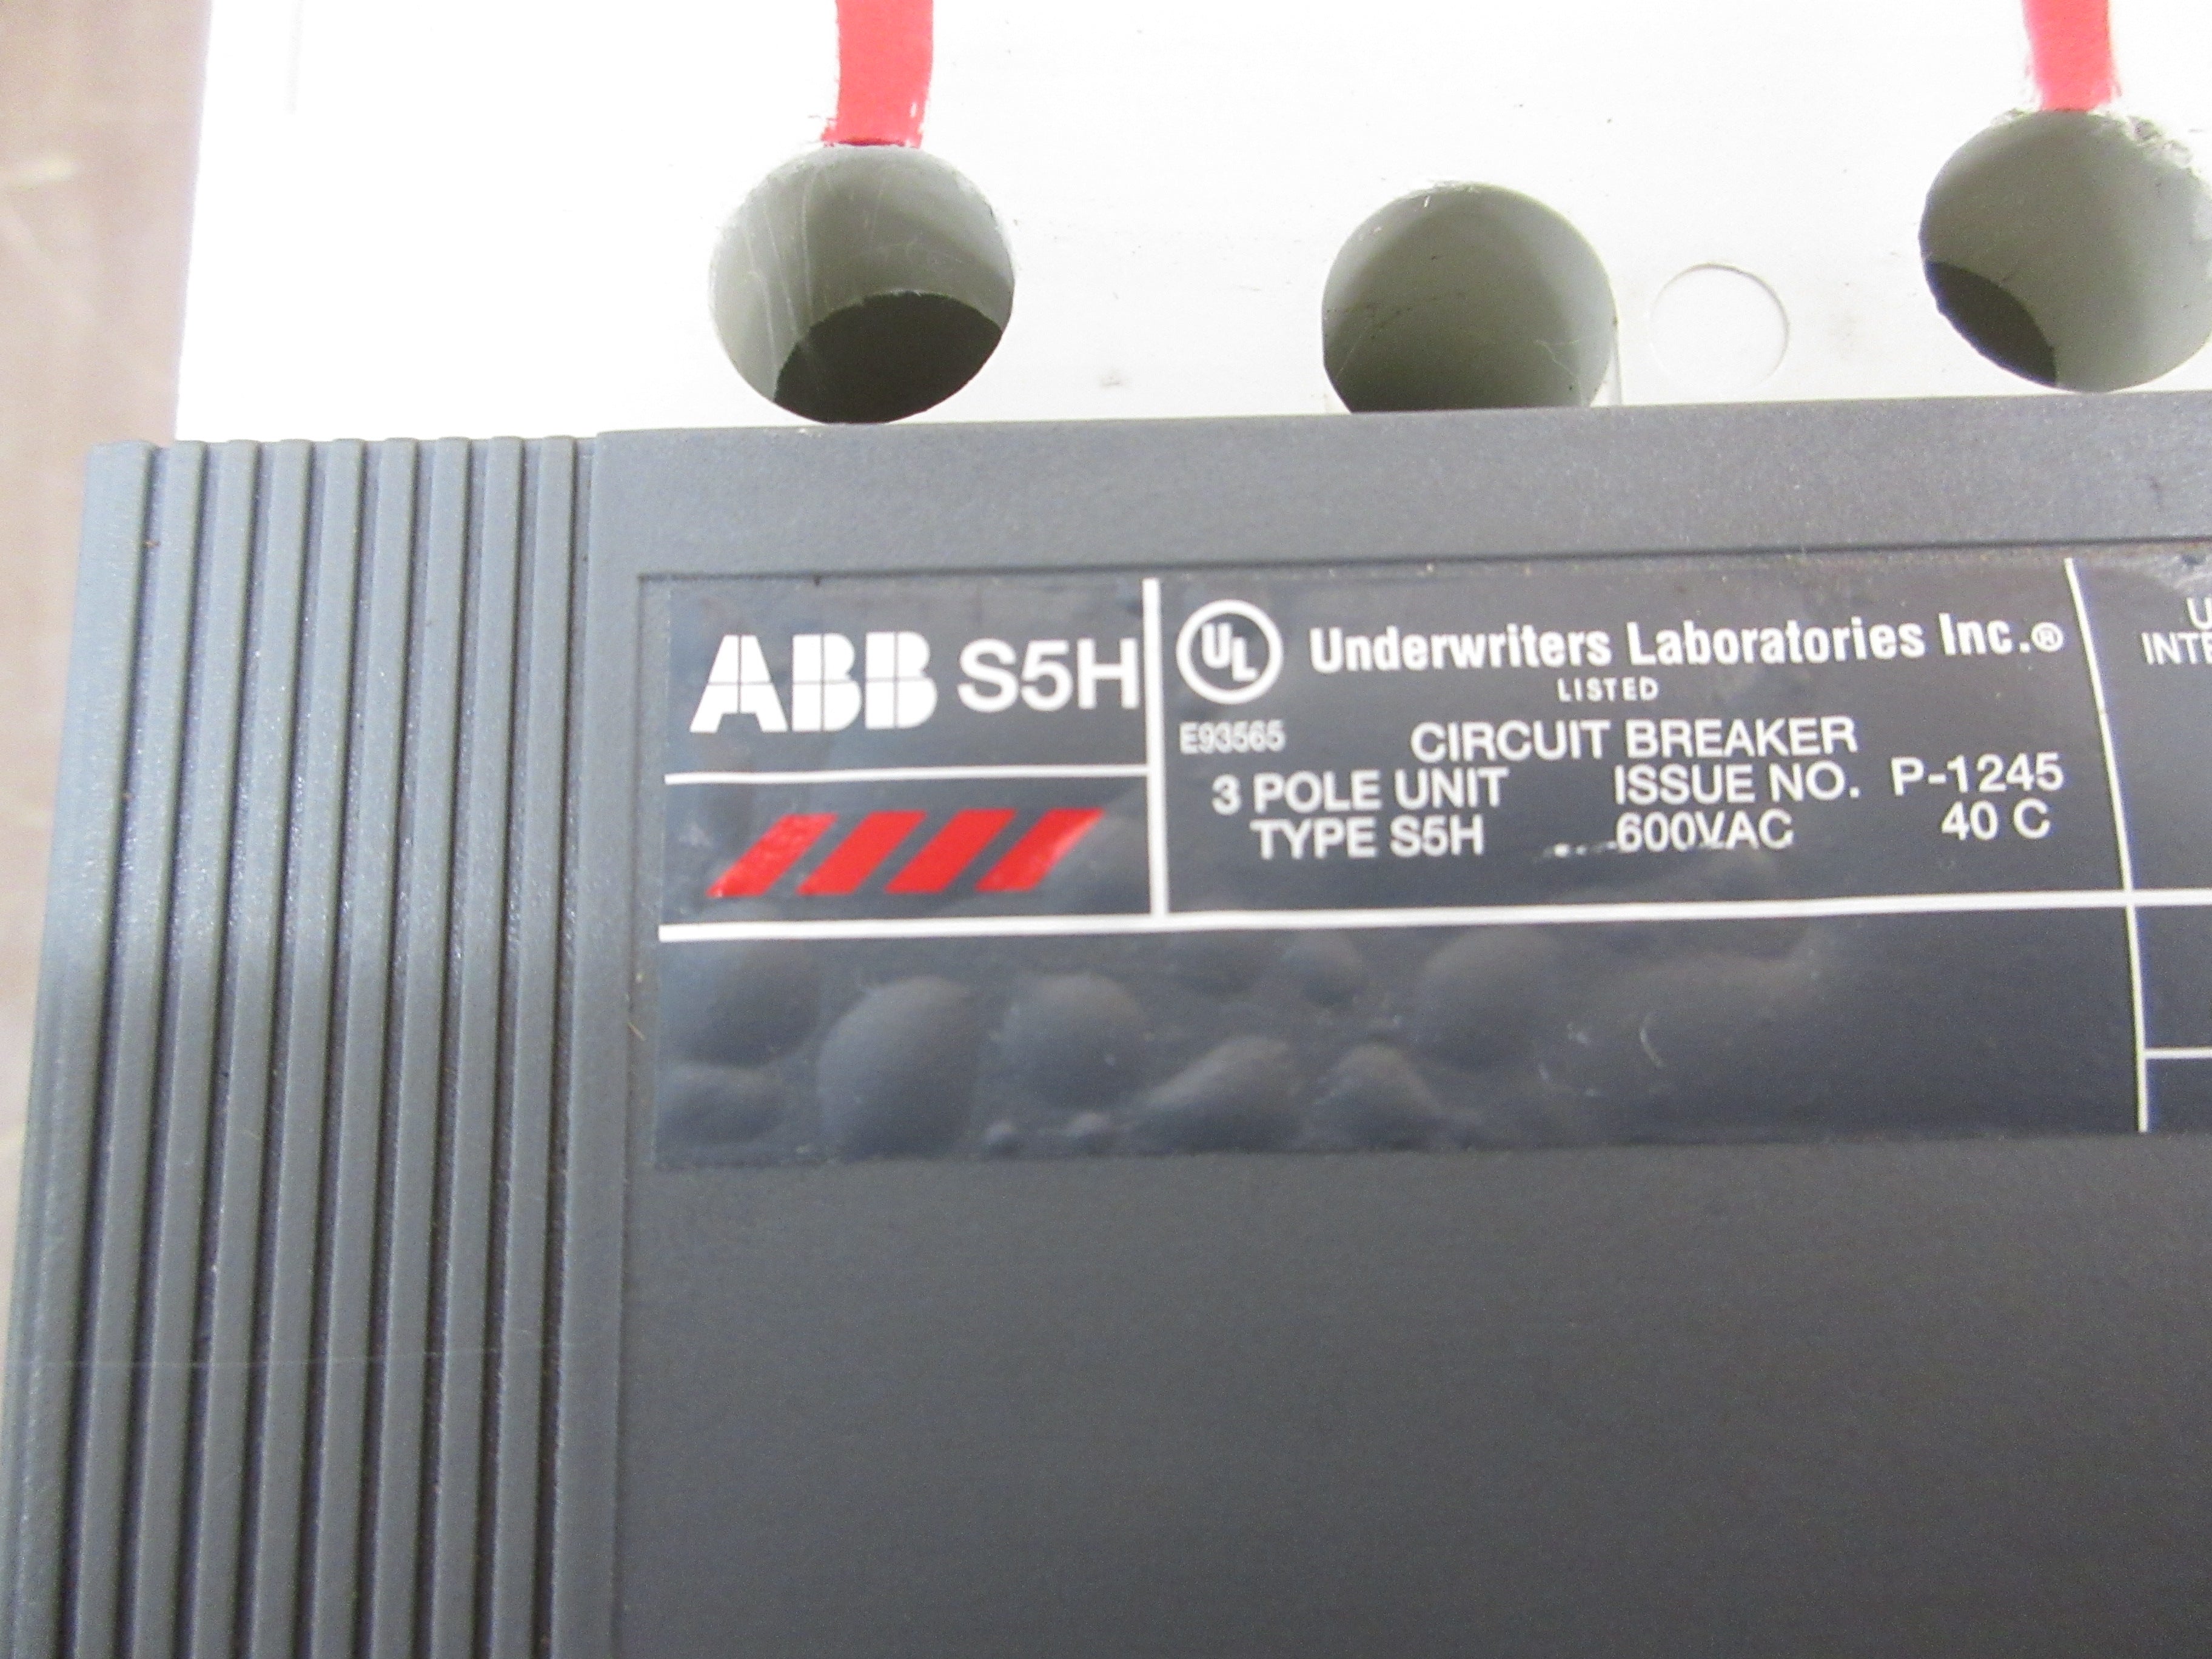 ABB S5H
UL Underwriters Laboratories Inc.®
LISTED
E93565 CIRCUIT BREAKER
3 POLE UNIT ISSUE NO. P-1245
TYPE S5H 600VAC 40 C